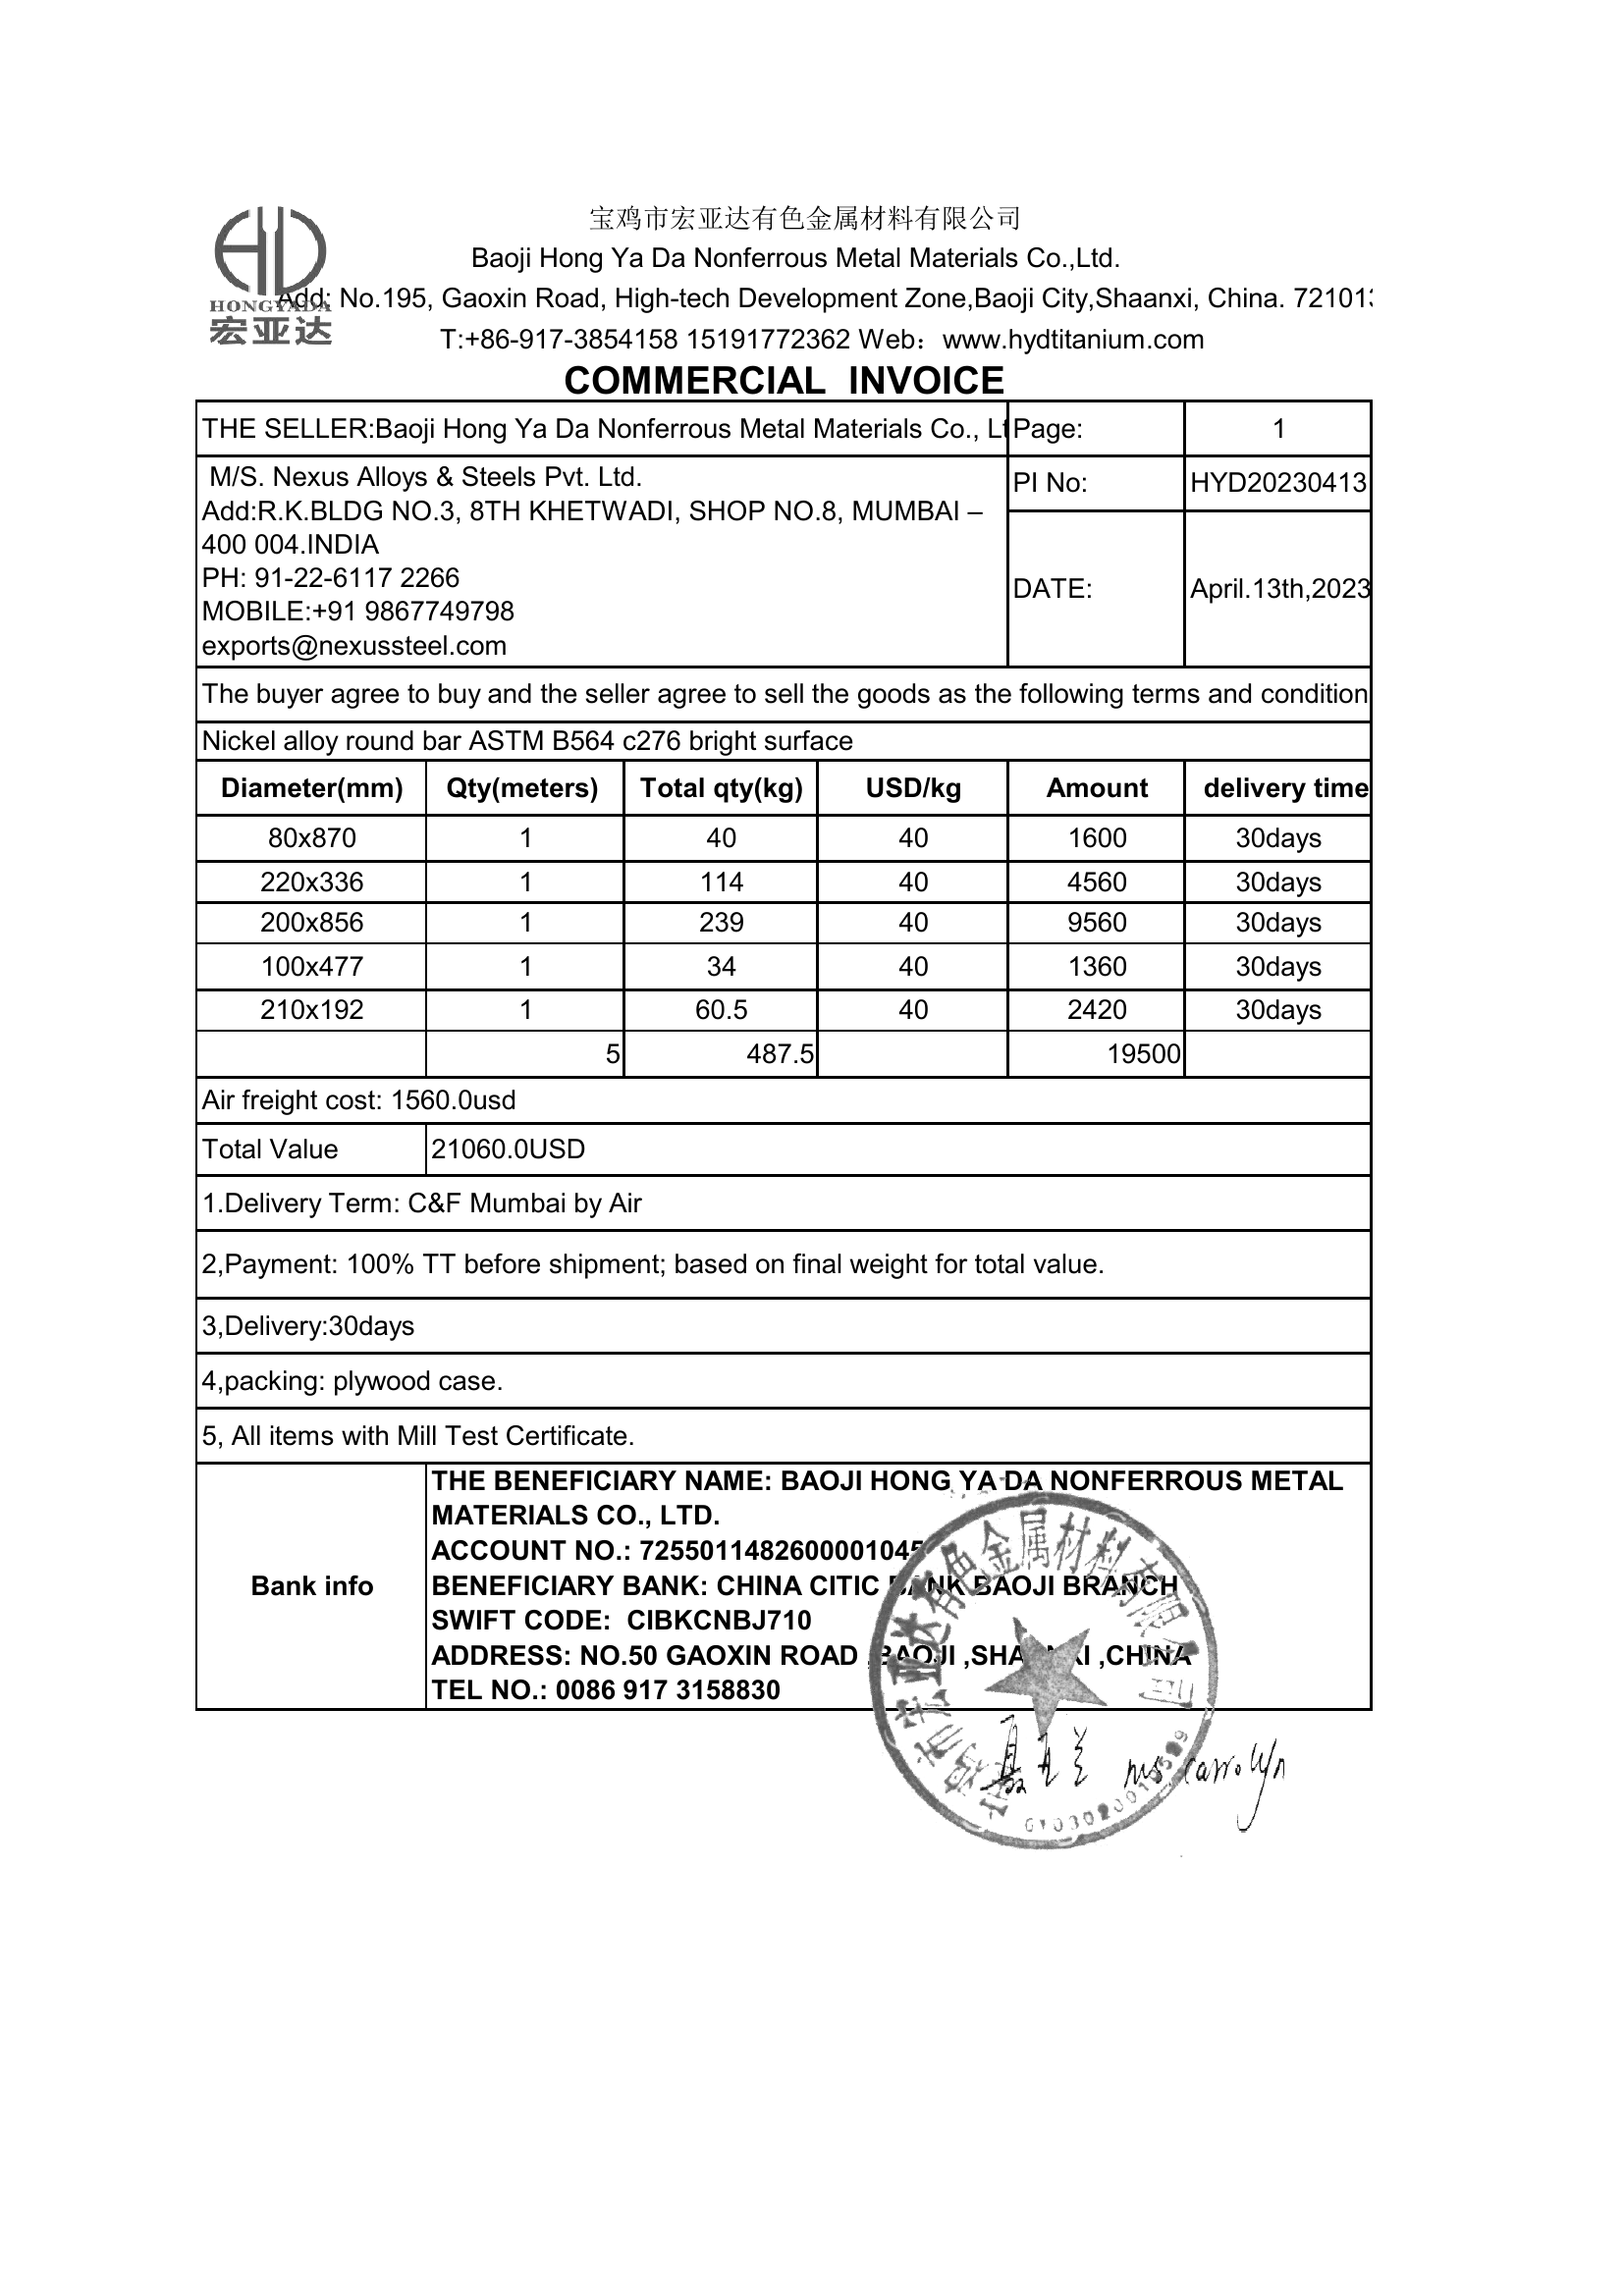 宝鸡市宏亚达有色金属材料有限公司
Baoji Hong Ya Da Nonferrous Metal Materials Co.,Ltd.
HONGYADA
宏亚达
Add: No.195, Gaoxin Road, High-tech Development Zone,Baoji City,Shaanxi, China. 721013
T:+86-917-3854158 15191772362 Web：www.hydtitanium.com
COMMERCIAL INVOICE
THE SELLER:Baoji Hong Ya Da Nonferrous Metal Materials Co., Lt Page: 1
M/S. Nexus Alloys & Steels Pvt. Ltd.
Add:R.K.BLDG NO.3, 8TH KHETWADI, SHOP NO.8, MUMBAI –
400 004.INDIA
PH: 91-22-6117 2266
MOBILE:+91 9867749798
exports@nexussteel.com
PI No: HYD20230413
DATE: April.13th,2023
The buyer agree to buy and the seller agree to sell the goods as the following terms and condition
Nickel alloy round bar ASTM B564 c276 bright surface
Diameter(mm) Qty(meters) Total qty(kg) USD/kg Amount delivery time
80x870 1 40 40 1600 30days
220x336 1 114 40 4560 30days
200x856 1 239 40 9560 30days
100x477 1 34 40 1360 30days
210x192 1 60.5 40 2420 30days
5 487.5 19500
Air freight cost: 1560.0usd
Total Value 21060.0USD
1.Delivery Term: C&F Mumbai by Air
2,Payment: 100% TT before shipment; based on final weight for total value.
3,Delivery:30days
4,packing: plywood case.
5, All items with Mill Test Certificate.
Bank info
THE BENEFICIARY NAME: BAOJI HONG YA DA NONFERROUS METAL
MATERIALS CO., LTD.
ACCOUNT NO.: 7255011482600001045
BENEFICIARY BANK: CHINA CITIC BANK BAOJI BRANCH
SWIFT CODE: CIBKCNBJ710
ADDRESS: NO.50 GAOXIN ROAD ,BAOJI ,SHAANXI ,CHINA
TEL NO.: 0086 917 3158830
宝鸡市宏亚达有色金属材料有限公司
ms carrolyn